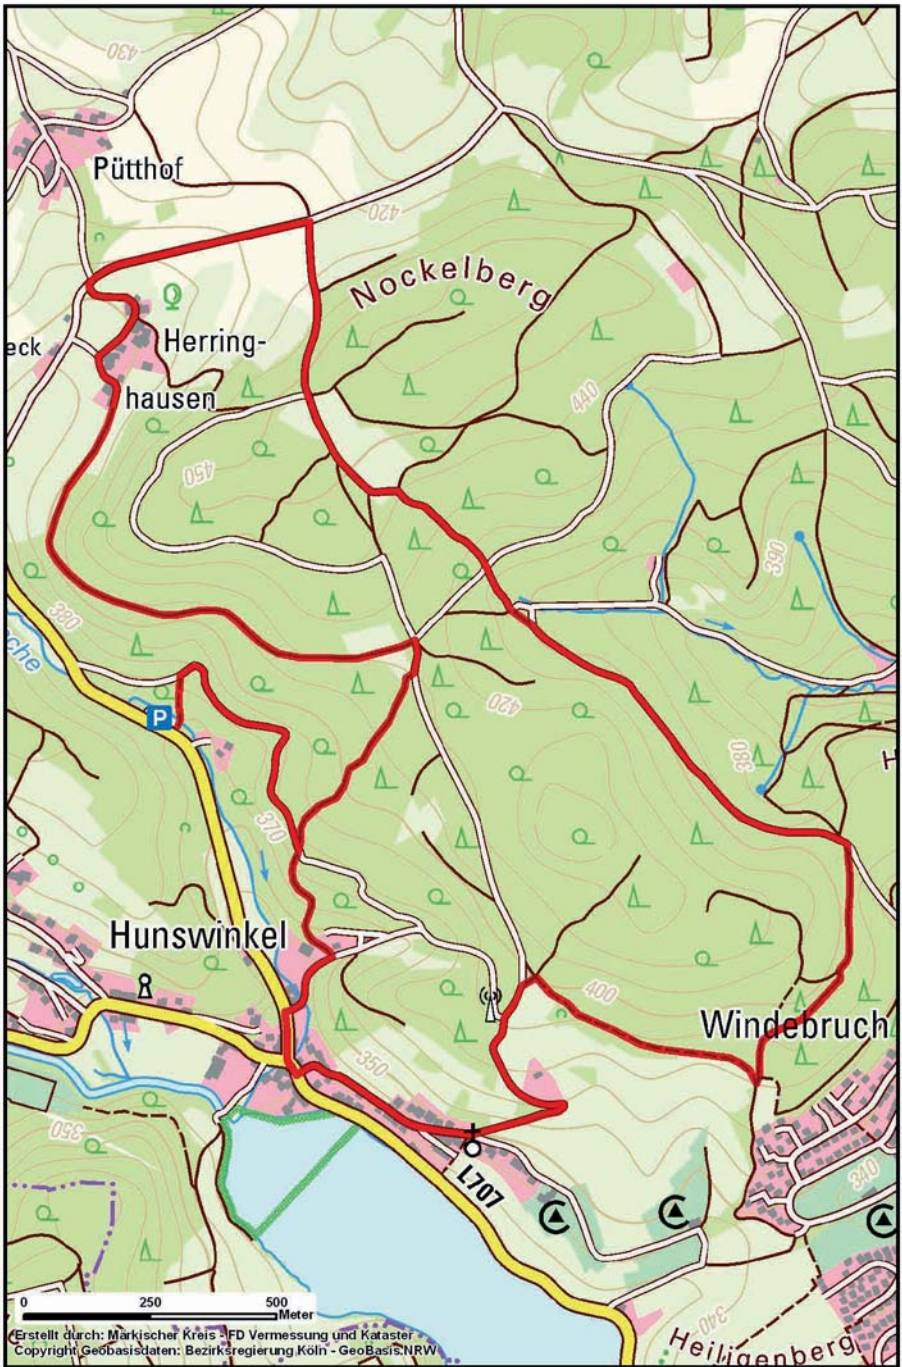 430
Pütthof
420
Nockelberg
eck
Herring-
hausen
440
450
360
380
che
420
P
380
H
370
Hunswinkel
400
Windebruch
350
350
L707
340
0 250 500
Meter
340
Heiligenberg
Erstellt durch: Märkischer Kreis - FD Vermessung und Kataster
Copyright Geobasisdaten: Bezirksregierung Köln - GeoBasis.NRW